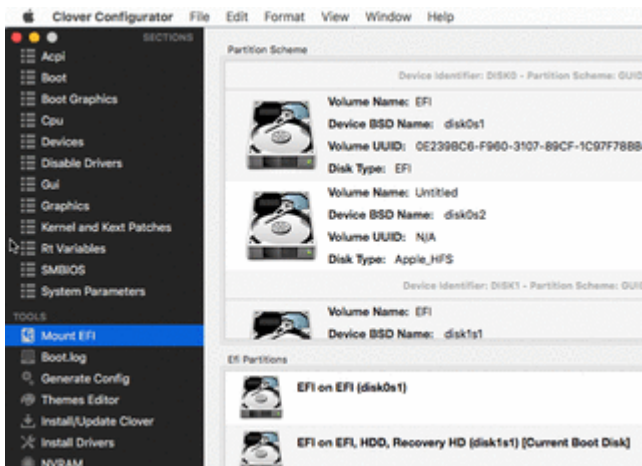 Clover Configurator File Edit Format View Window Help
SECTIONS
Acpi
Boot
Boot Graphics
Cpu
Devices
Disable Drivers
Gui
Graphics
Kernel and Kext Patches
Rt Variables
SMBIOS
System Parameters
TOOLS
Mount EFI
Boot.log
Generate Config
Themes Editor
Install/Update Clover
Install Drivers
NVRAM
Partition Scheme
Device Identifier: DISK0 - Partition Scheme: GUID
Volume Name: EFI
Device BSD Name: disk0s1
Volume UUID: 0E239BC6-F960-3107-89CF-1C97F78BB
Disk Type: EFI
Volume Name: Untitled
Device BSD Name: disk0s2
Volume UUID: N/A
Disk Type: Apple_HFS
Device Identifier: DISK1 - Partition Scheme: GUID
Volume Name: EFI
Device BSD Name: disk1s1
Efi Partitions
EFI on EFI (disk0s1)
EFI on EFI, HDD, Recovery HD (disk1s1) [Current Boot Disk]